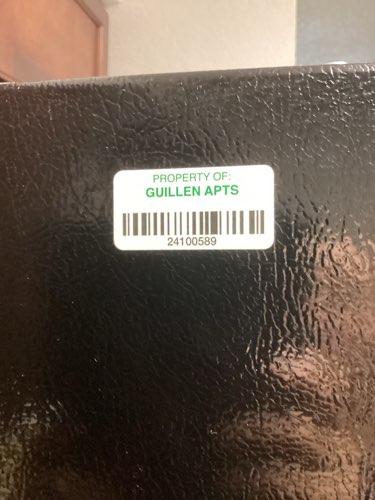 PROPERTY OF:
GUILLEN APTS
24100589